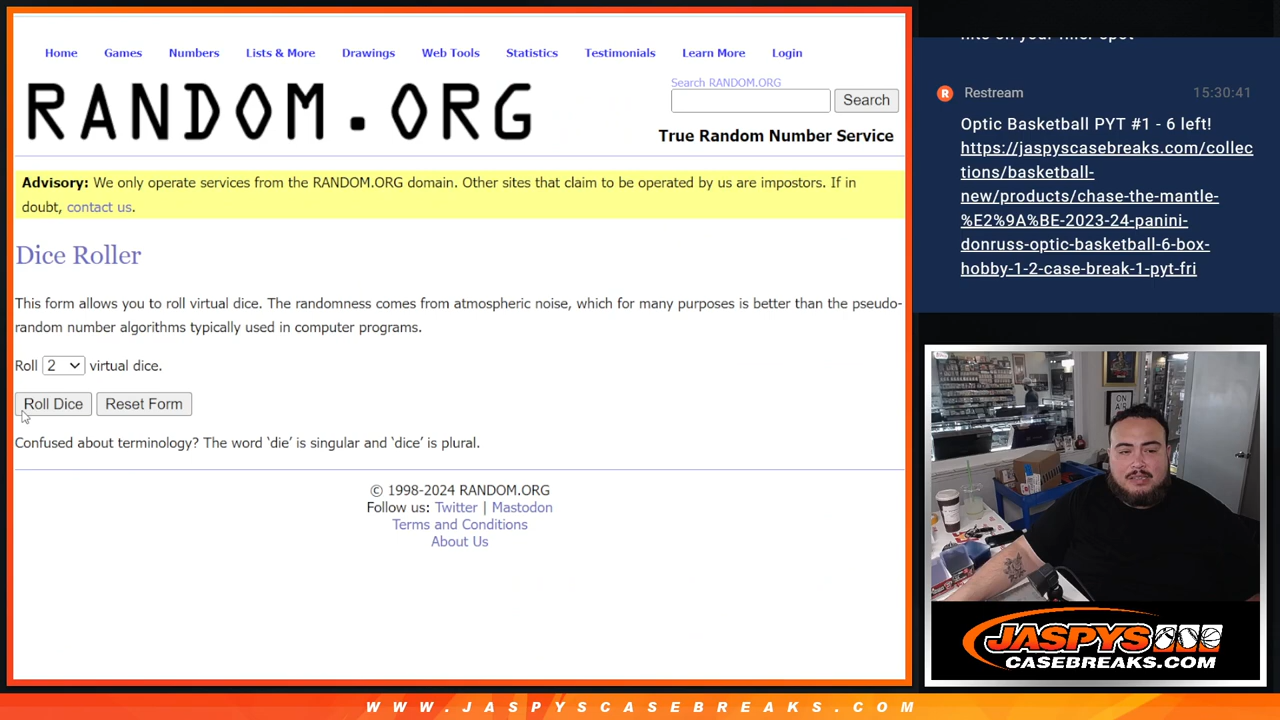 Home Games Numbers Lists & More Drawings Web Tools Statistics Testimonials Learn More Login
RANDOM.ORG
Search RANDOM.ORG
Search
True Random Number Service
Advisory: We only operate services from the RANDOM.ORG domain. Other sites that claim to be operated by us are impostors. If in
doubt, contact us.
Dice Roller
This form allows you to roll virtual dice. The randomness comes from atmospheric noise, which for many purposes is better than the pseudo-
random number algorithms typically used in computer programs.
Roll 2 virtual dice.
Roll Dice Reset Form
Confused about terminology? The word ‘die’ is singular and ‘dice’ is plural.
© 1998-2024 RANDOM.ORG
Follow us: Twitter | Mastodon
Terms and Conditions
About Us
Restream 15:30:41
Optic Basketball PYT #1 - 6 left!
https://jaspyscasebreaks.com/collec
tions/basketball-
new/products/chase-the-mantle-
%E2%9A%BE-2023-24-panini-
donruss-optic-basketball-6-box-
hobby-1-2-case-break-1-pyt-fri
ON
AIR
JASPYS
CASEBREAKS.COM
WWW.JASPYSCASEBREAKS.COM